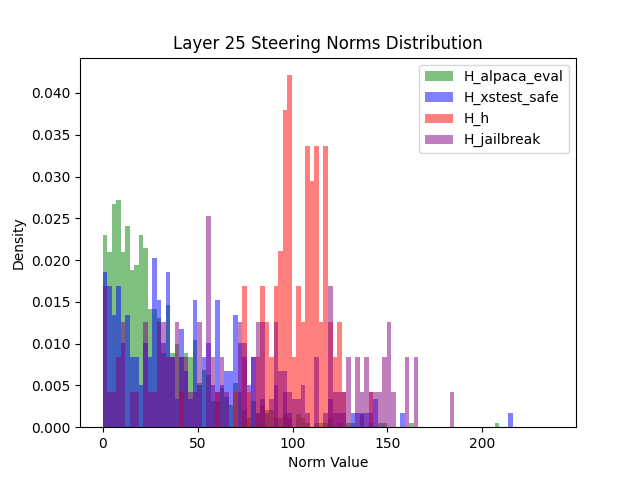 Layer 25 Steering Norms Distribution
H_alpaca_eval
H_xstest_safe
H_h
H_jailbreak
0.040
0.035
0.030
0.025
0.020
0.015
0.010
0.005
0.000
Density
0 50 100 150 200
Norm Value